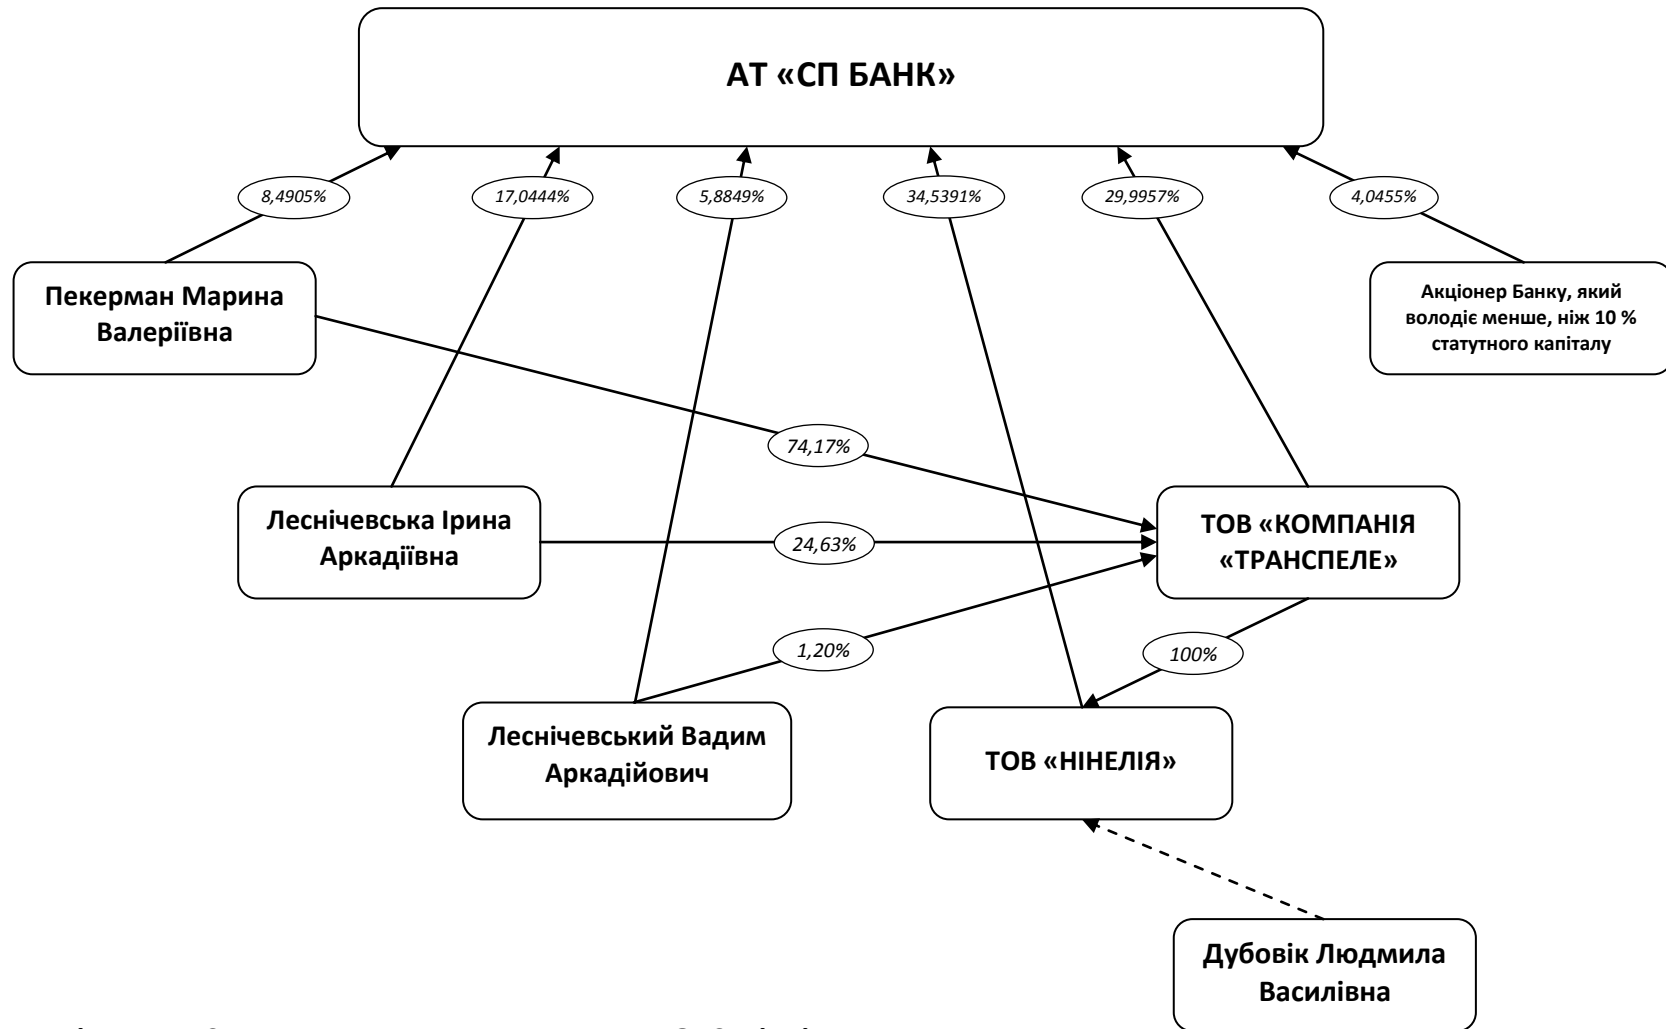 АТ «СП БАНК»
8,4905%
17,0444%
5,8849%
34,5391%
29,9957%
4,0455%
Пекерман Марина
Валеріївна
Акціонер Банку, який
володіє менше, ніж 10 %
статутного капіталу
74,17%
Леснічевська Ірина
Аркадіївна
24,63%
ТОВ «КОМПАНІЯ
«ТРАНСПЕЛЕ»
1,20%
100%
Леснічевський Вадим
Аркадійович
ТОВ «НІНЕЛІЯ»
Дубовік Людмила
Василівна